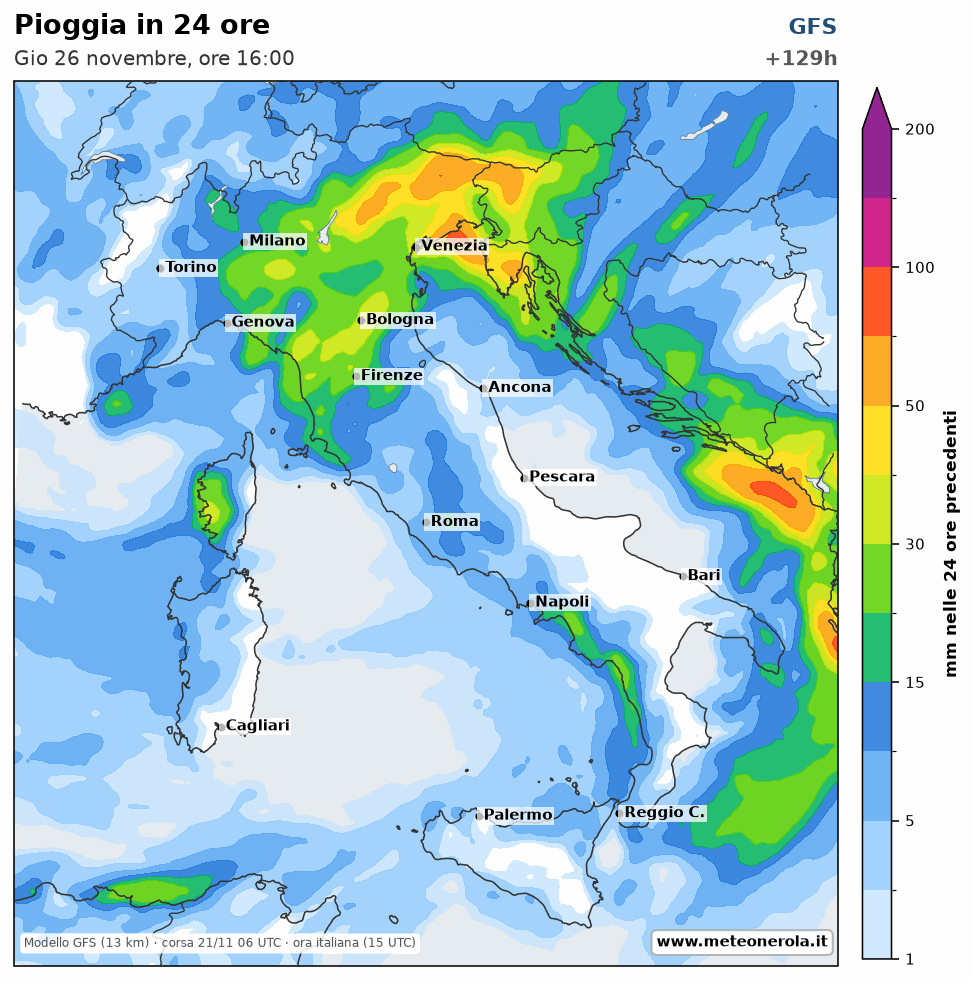 Pioggia in 24 ore
GFS
Gio 26 novembre, ore 16:00
+129h
200
100
50
30
15
5
1
mm nelle 24 ore precedenti
Milano
Venezia
Torino
Genova
Bologna
Firenze
Ancona
Pescara
Roma
Bari
Napoli
Cagliari
Palermo
Reggio C.
Modello GFS (13 km) · corsa 21/11 06 UTC · ora italiana (15 UTC)
www.meteonerola.it